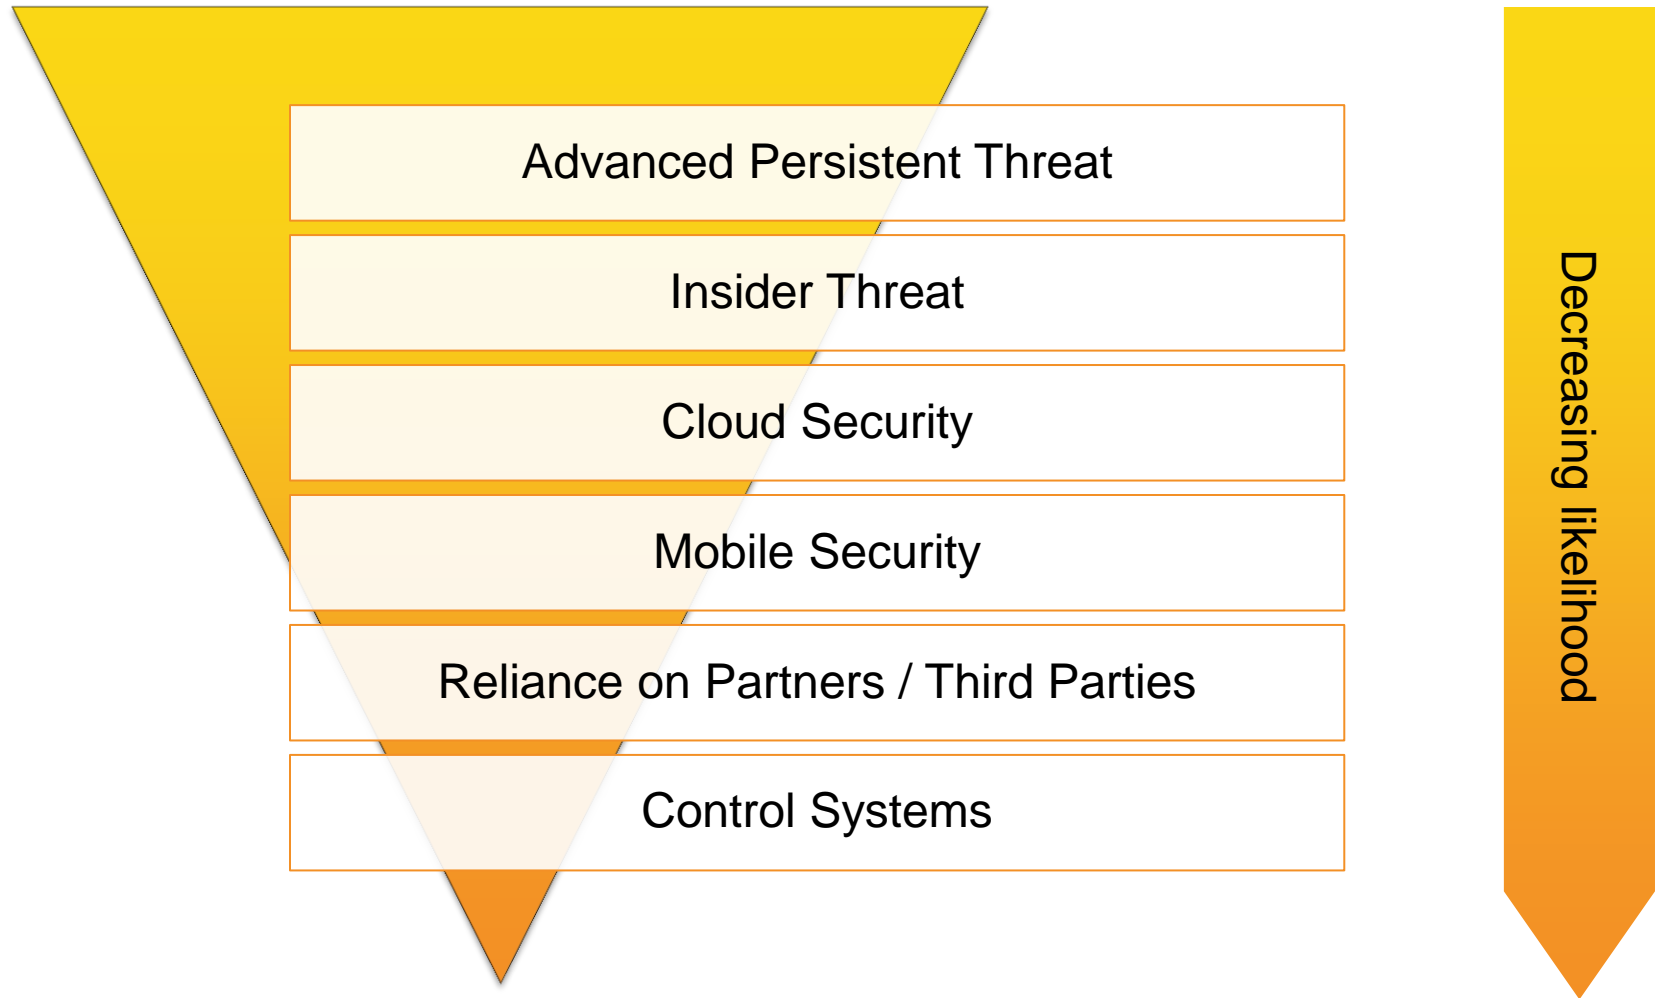 Advanced Persistent Threat
Insider Threat
Cloud Security
Mobile Security
Reliance on Partners / Third Parties
Control Systems
Decreasing likelihood